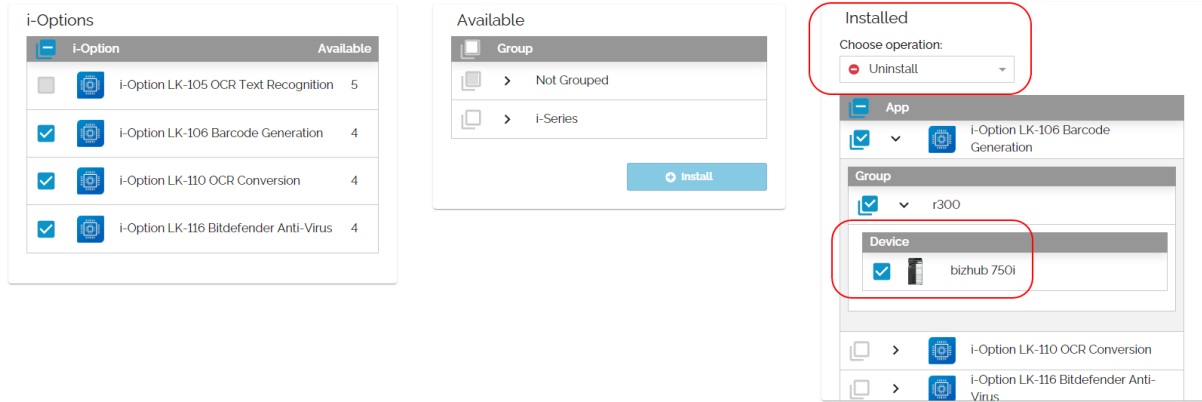 i-Options
i-Option Available
i-Option LK-105 OCR Text Recognition 5
i-Option LK-106 Barcode Generation 4
i-Option LK-110 OCR Conversion 4
i-Option LK-116 Bitdefender Anti-Virus 4
Available
Group
Not Grouped
i-Series
Install
Installed
Choose operation:
Uninstall
App
i-Option LK-106 Barcode
Generation
Group
r300
Device
bizhub 750i
i-Option LK-110 OCR Conversion
i-Option LK-116 Bitdefender Anti-
Virus